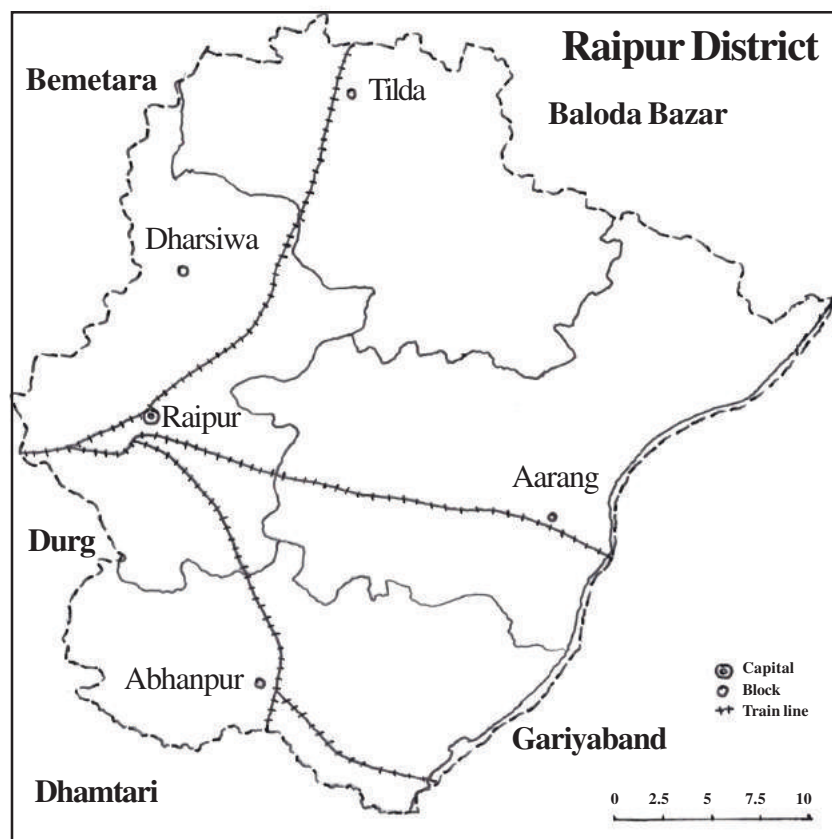 Raipur District
Bemetara
Tilda
Baloda Bazar
Dharsiwa
Raipur
Aarang
Durg
Abhanpur
Capital
Block
Train line
Gariyaband
Dhamtari
0 2.5 5 7.5 10